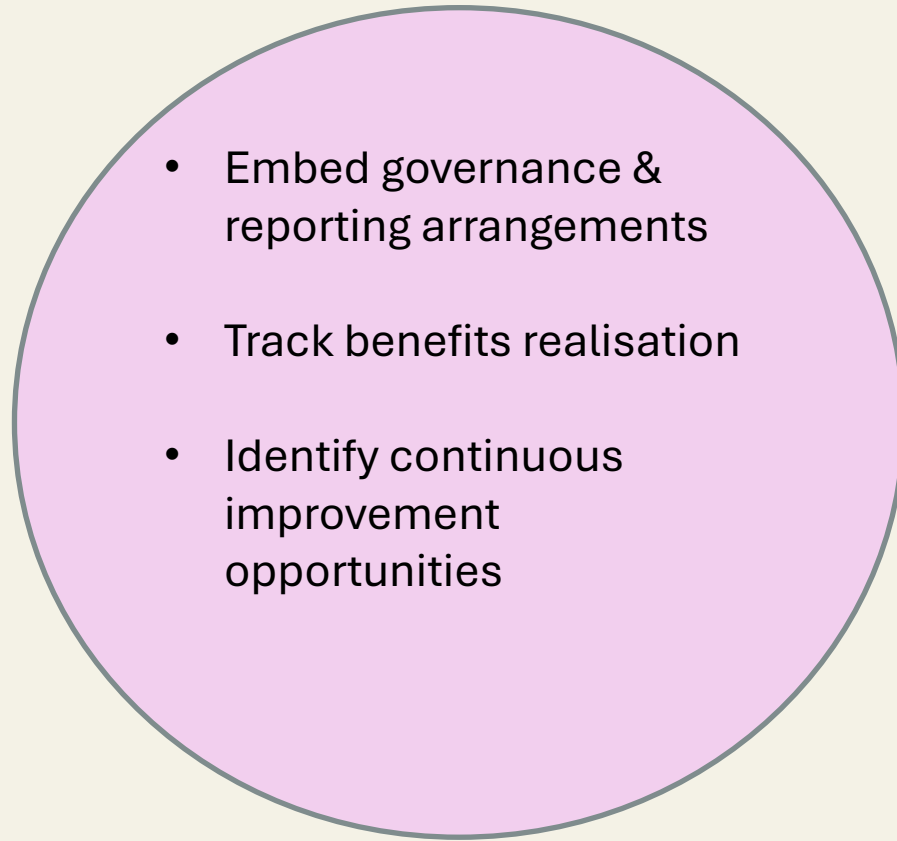 • Embed governance &
reporting arrangements
• Track benefits realisation
• Identify continuous
improvement
opportunities